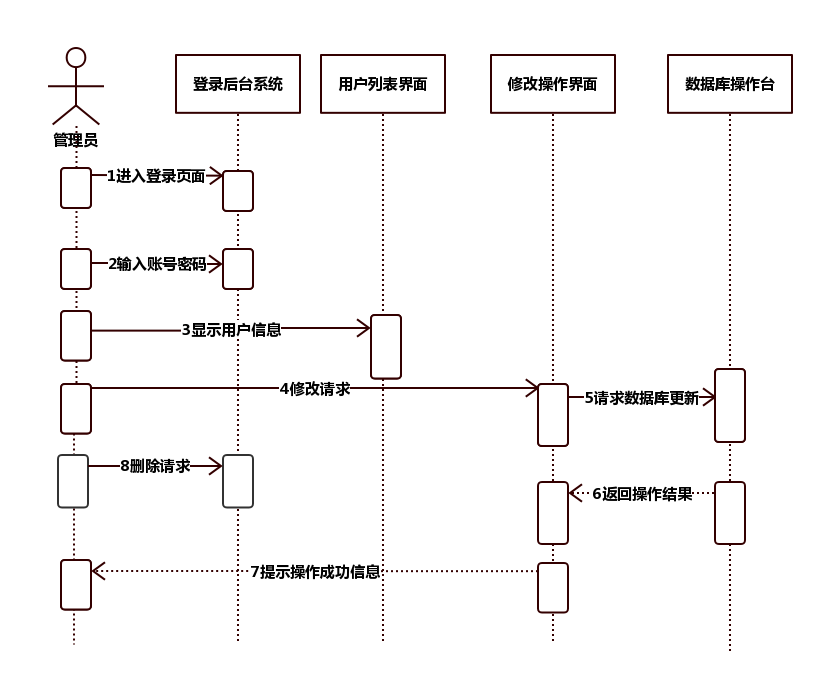 登录后台系统
用户列表界面
修改操作界面
数据库操作台
管理员
1进入登录页面
2输入账号密码
3显示用户信息
4修改请求
5请求数据库更新
8删除请求
6返回操作结果
7提示操作成功信息